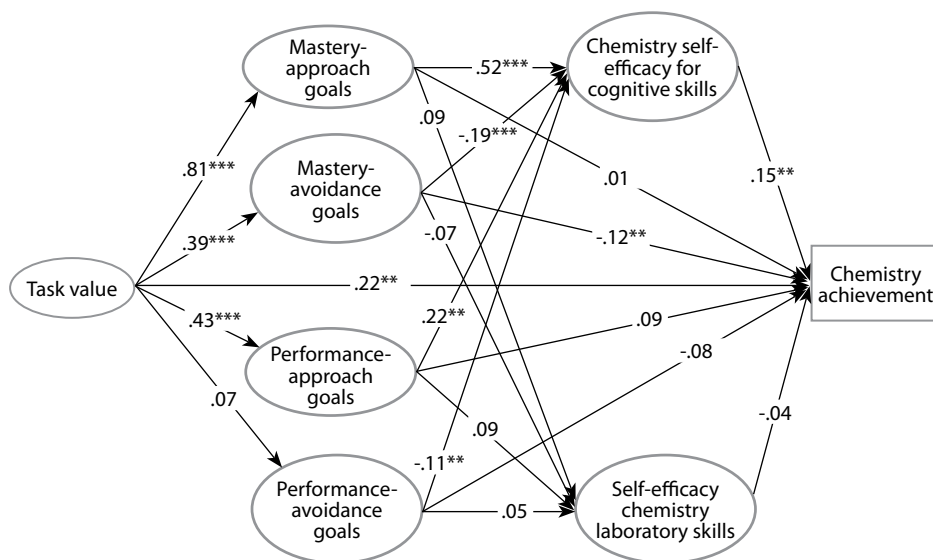 Mastery-
approach
goals
Chemistry self-
efficacy for
cognitive skills
.52***
.09
-.19***
.81***
Mastery-
avoidance
goals
.01
.15**
.39***
-.07
-.12**
Task value
.22**
Chemistry
achievement
.43***
.22**
.09
Performance-
approach
goals
-.08
.07
.09
-.04
-.11**
Performance-
avoidance
goals
.05
Self-efficacy
chemistry
laboratory skills